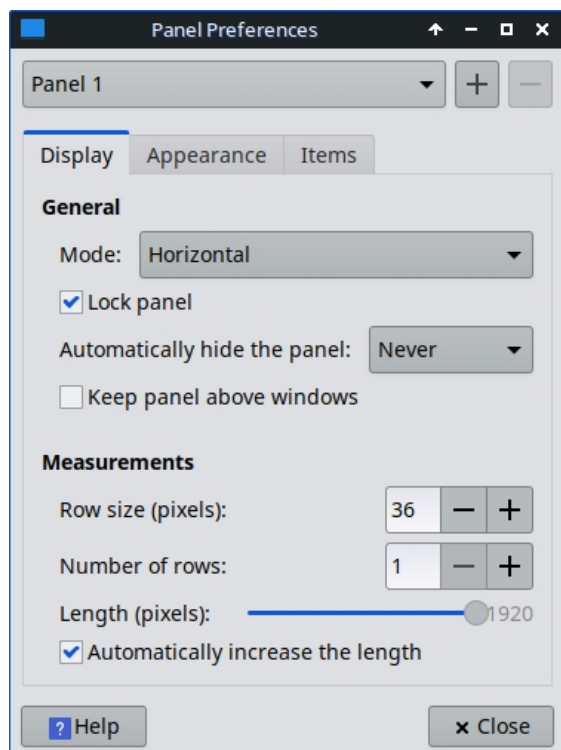 Panel Preferences
Panel 1
Display Appearance Items
General
Mode: Horizontal
Lock panel
Automatically hide the panel: Never
Keep panel above windows
Measurements
Row size (pixels): 36
Number of rows: 1
Length (pixels): 1920
Automatically increase the length
? Help × Close